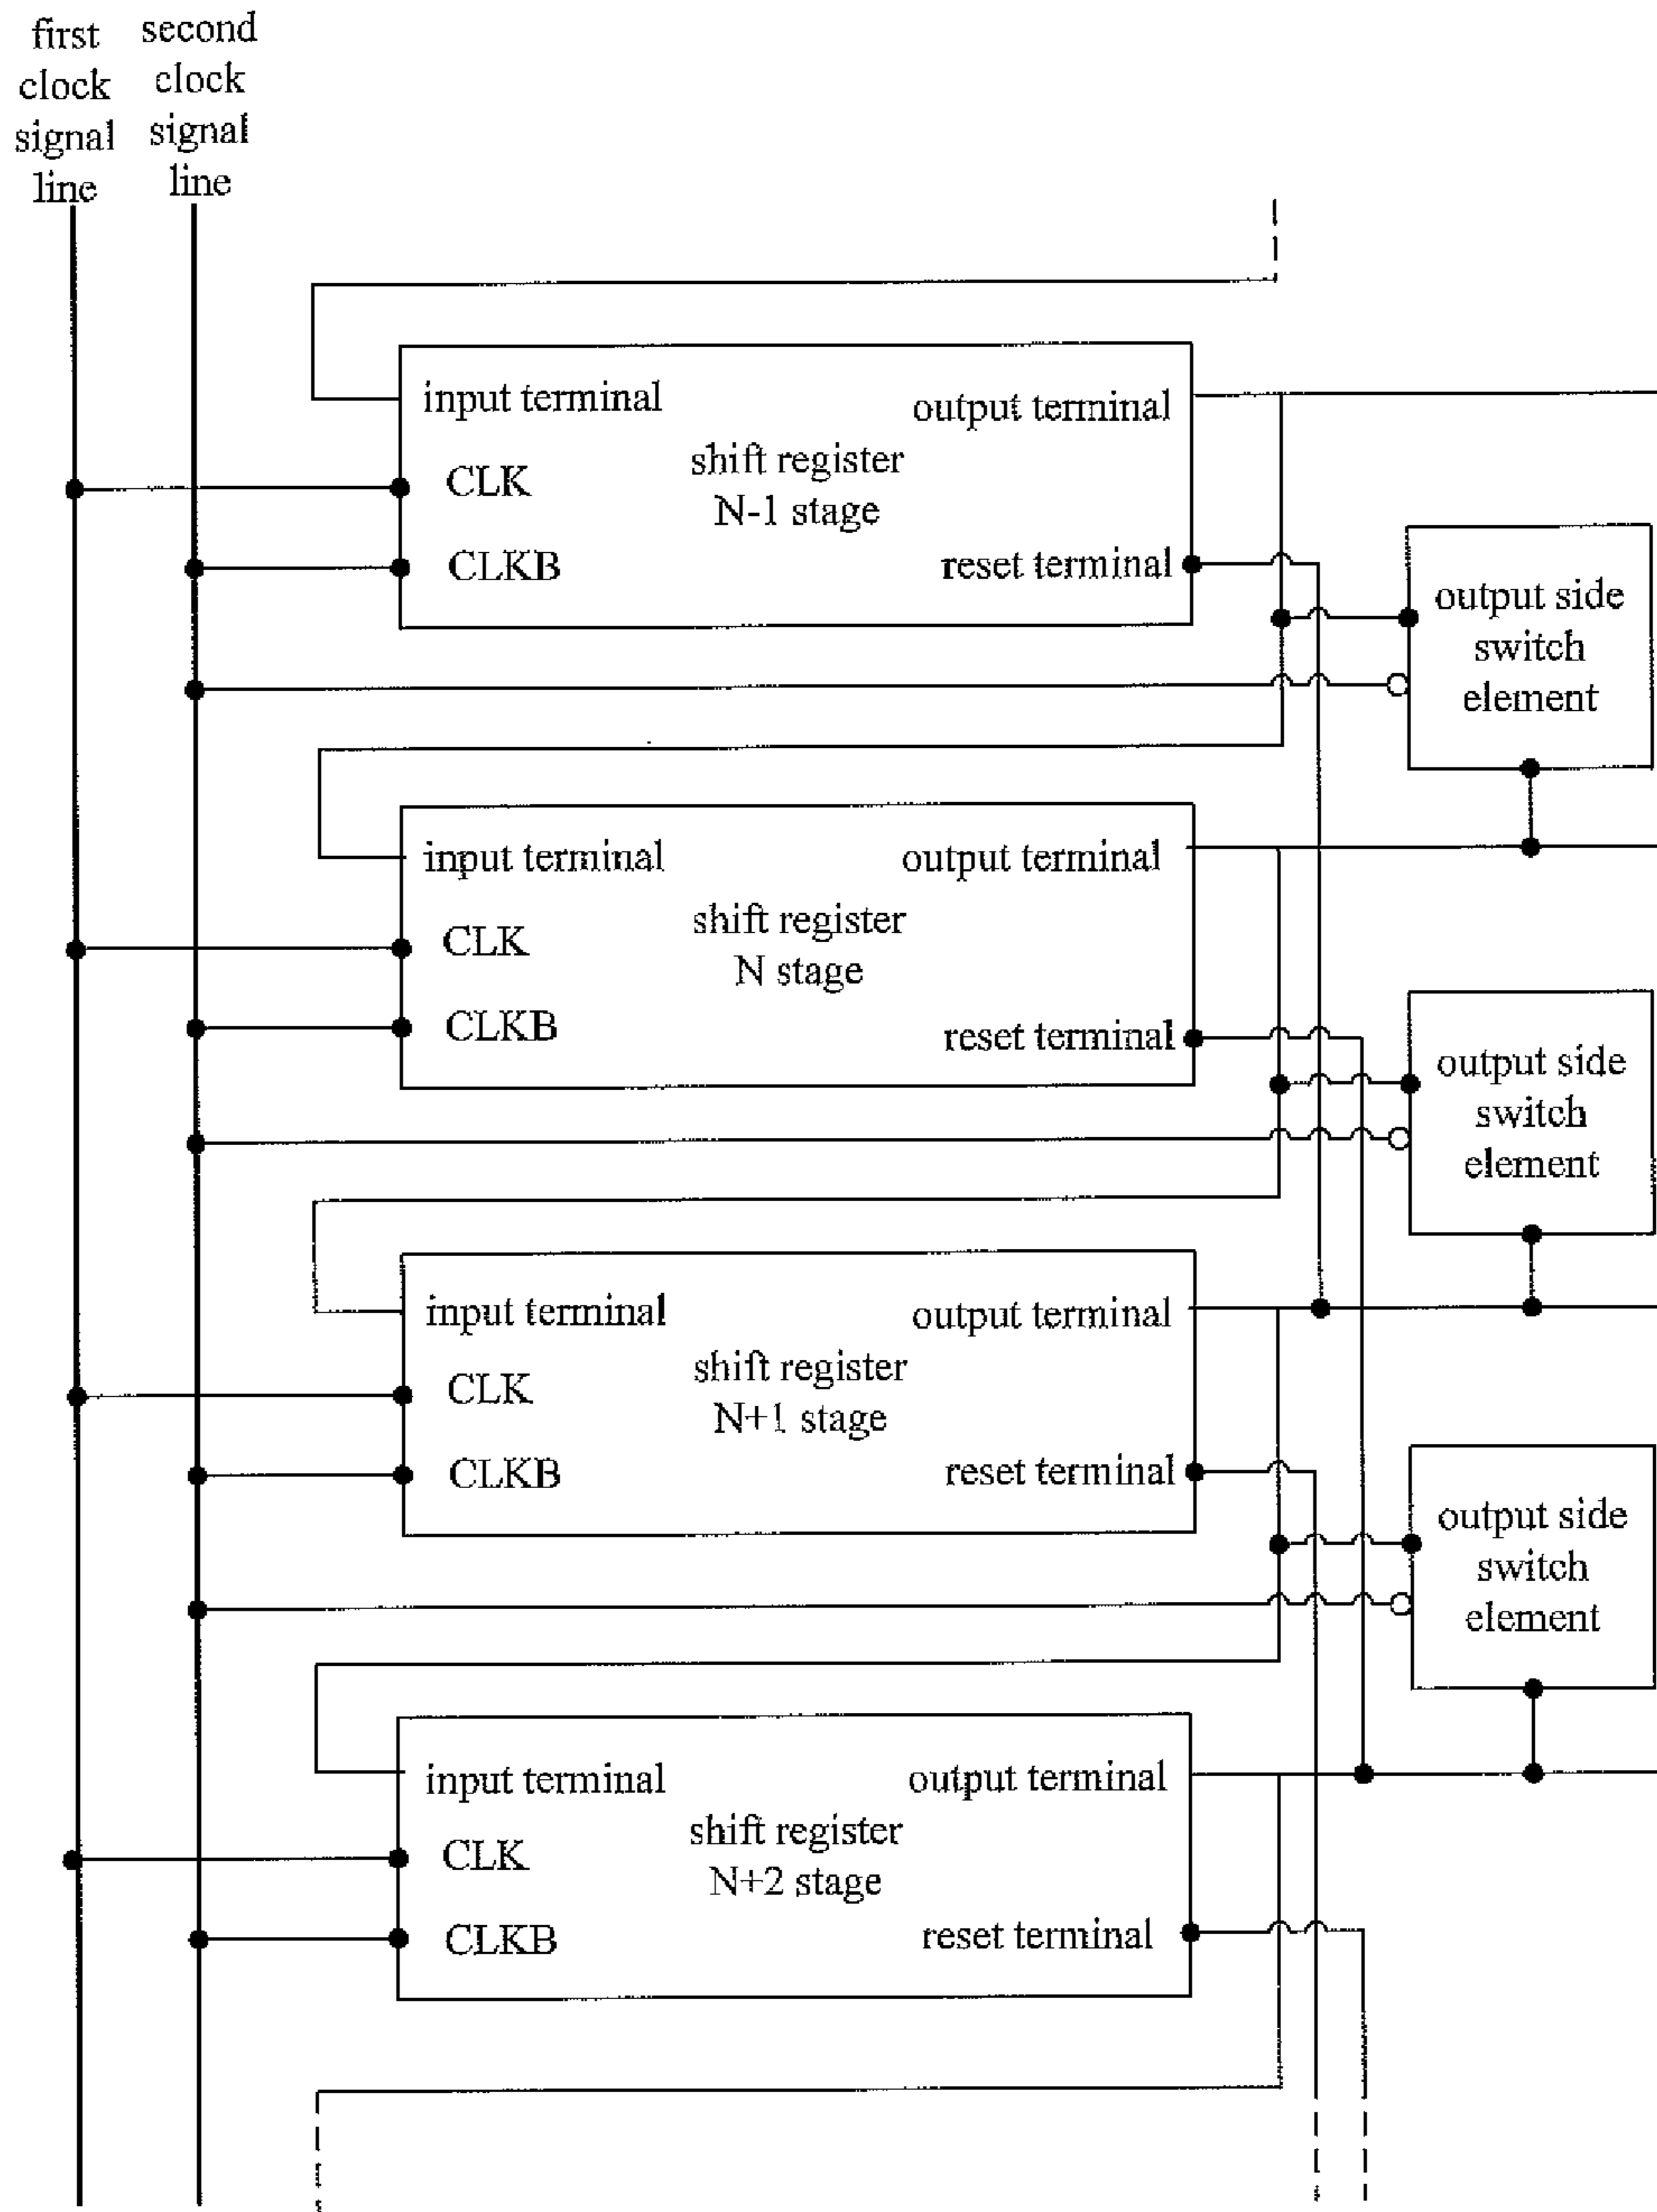 first
clock
signal
line
second
clock
signal
line
input terminal
output terminal
shift register
N-1 stage
CLK
CLKB
reset terminal
output side
switch
element
input terminal
output terminal
shift register
N stage
CLK
CLKB
reset terminal
output side
switch
element
input terminal
output terminal
shift register
N+1 stage
CLK
CLKB
reset terminal
output side
switch
element
input terminal
output terminal
shift register
N+2 stage
CLK
CLKB
reset terminal